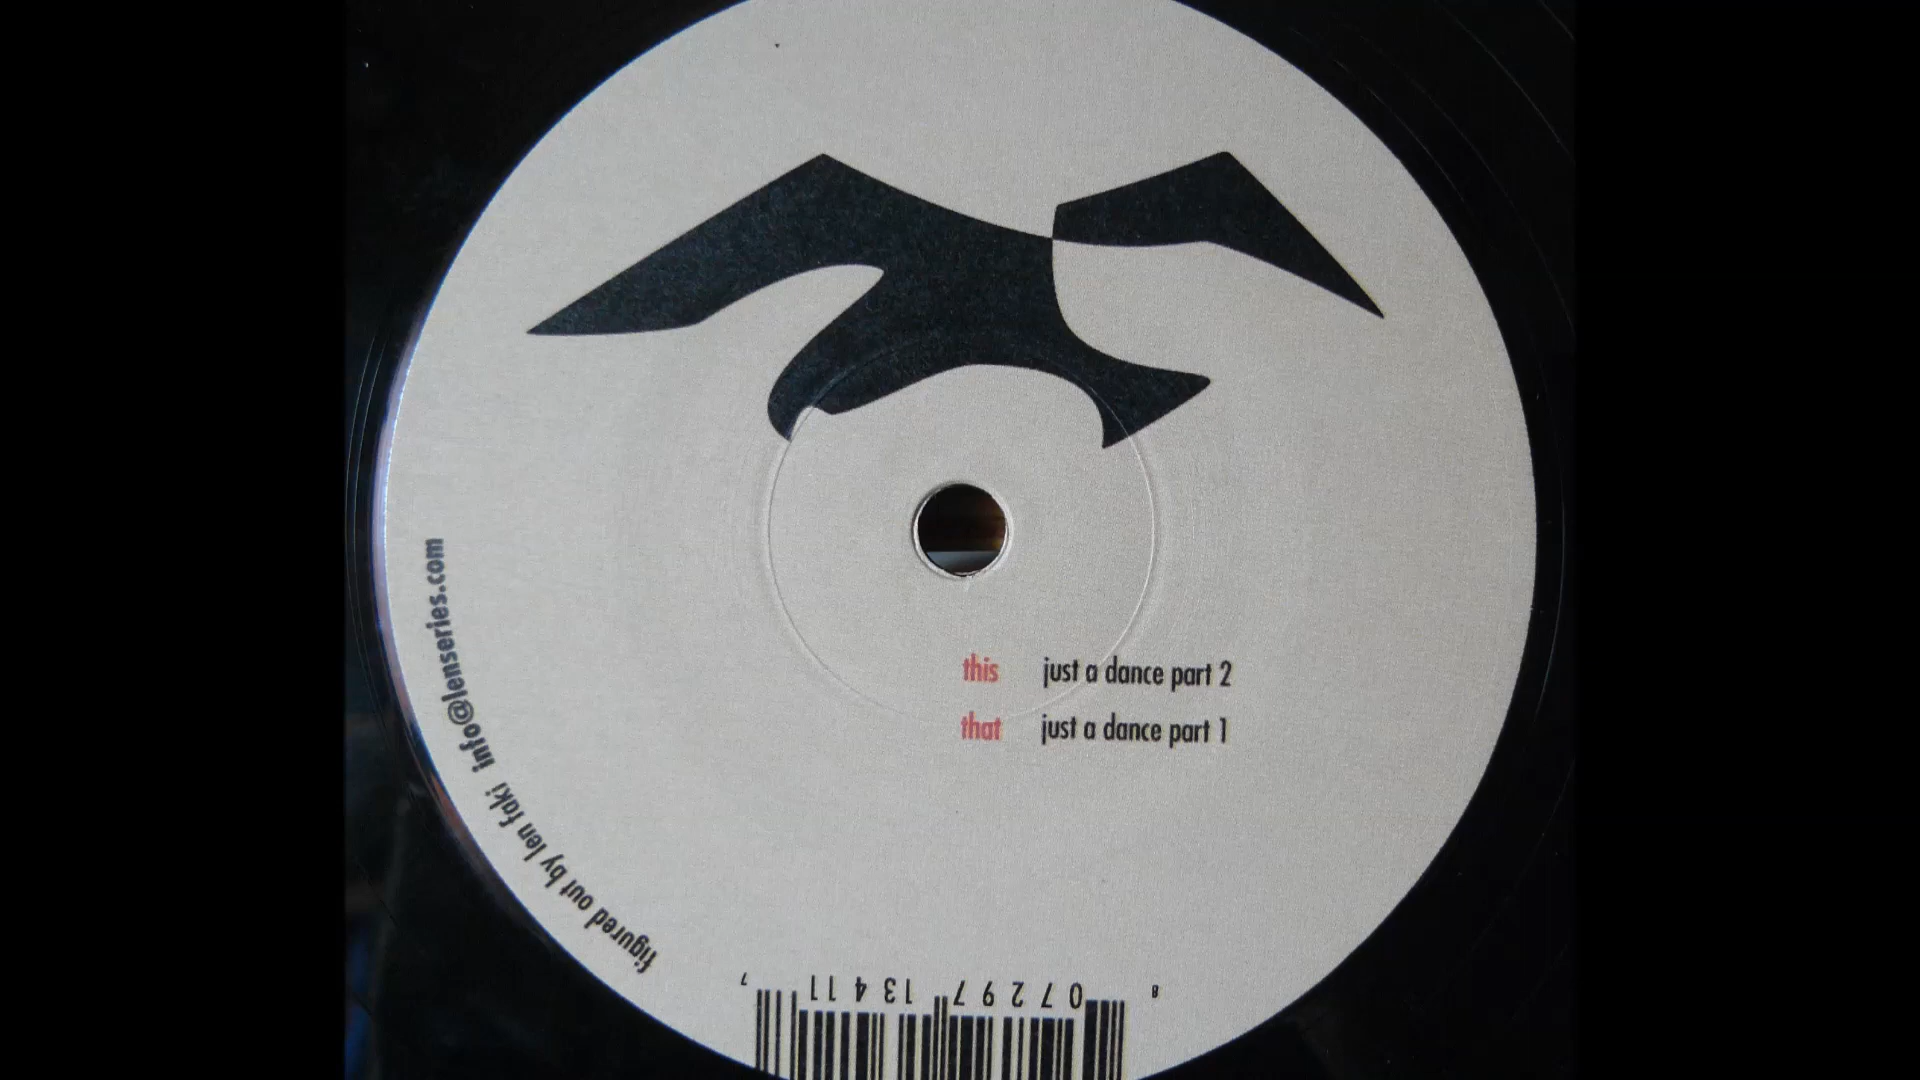 this just a dance part 2
that just a dance part 1
figured out by len faki info@lenseries.com
8 07297 13411 7